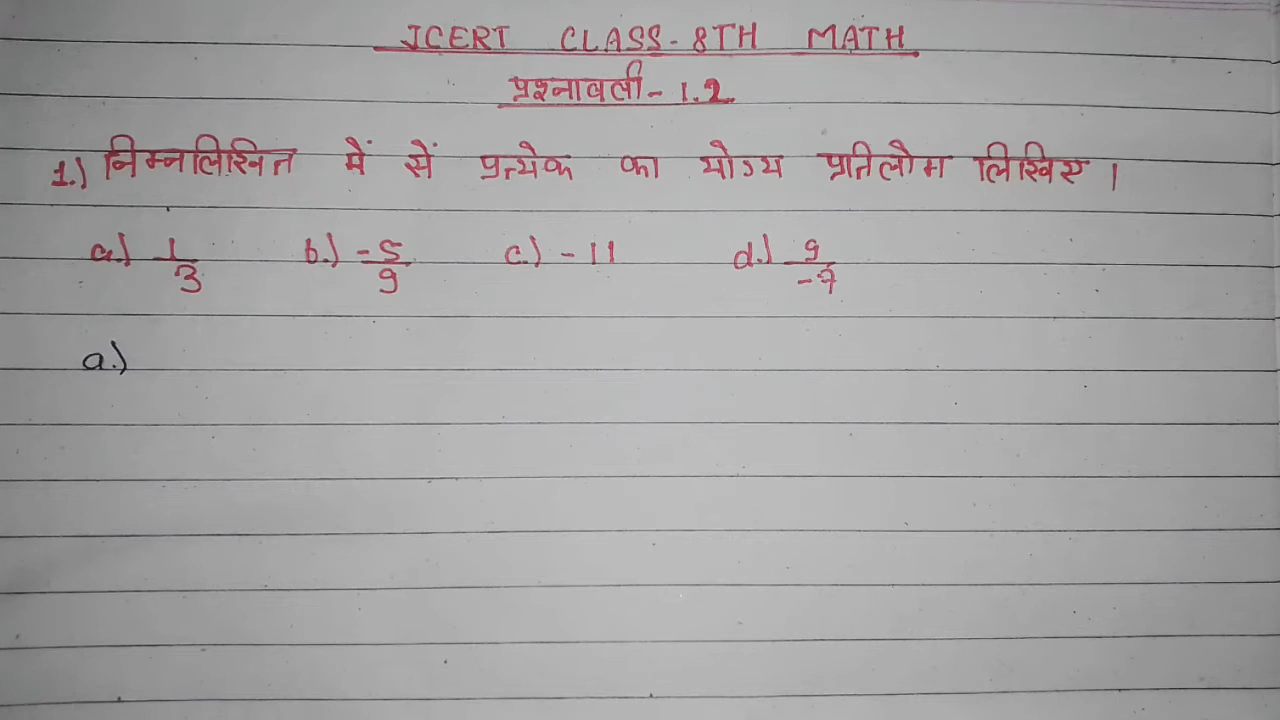 JCERT CLASS-8TH MATH
प्रश्नावली-1.2
1.) निम्नलिखित में सें प्रत्येक का योज्य प्रतिलोम लिखिए ।
a.) 1/3 b.) -5/9 c.) -11 d.) 9/-7
a.)